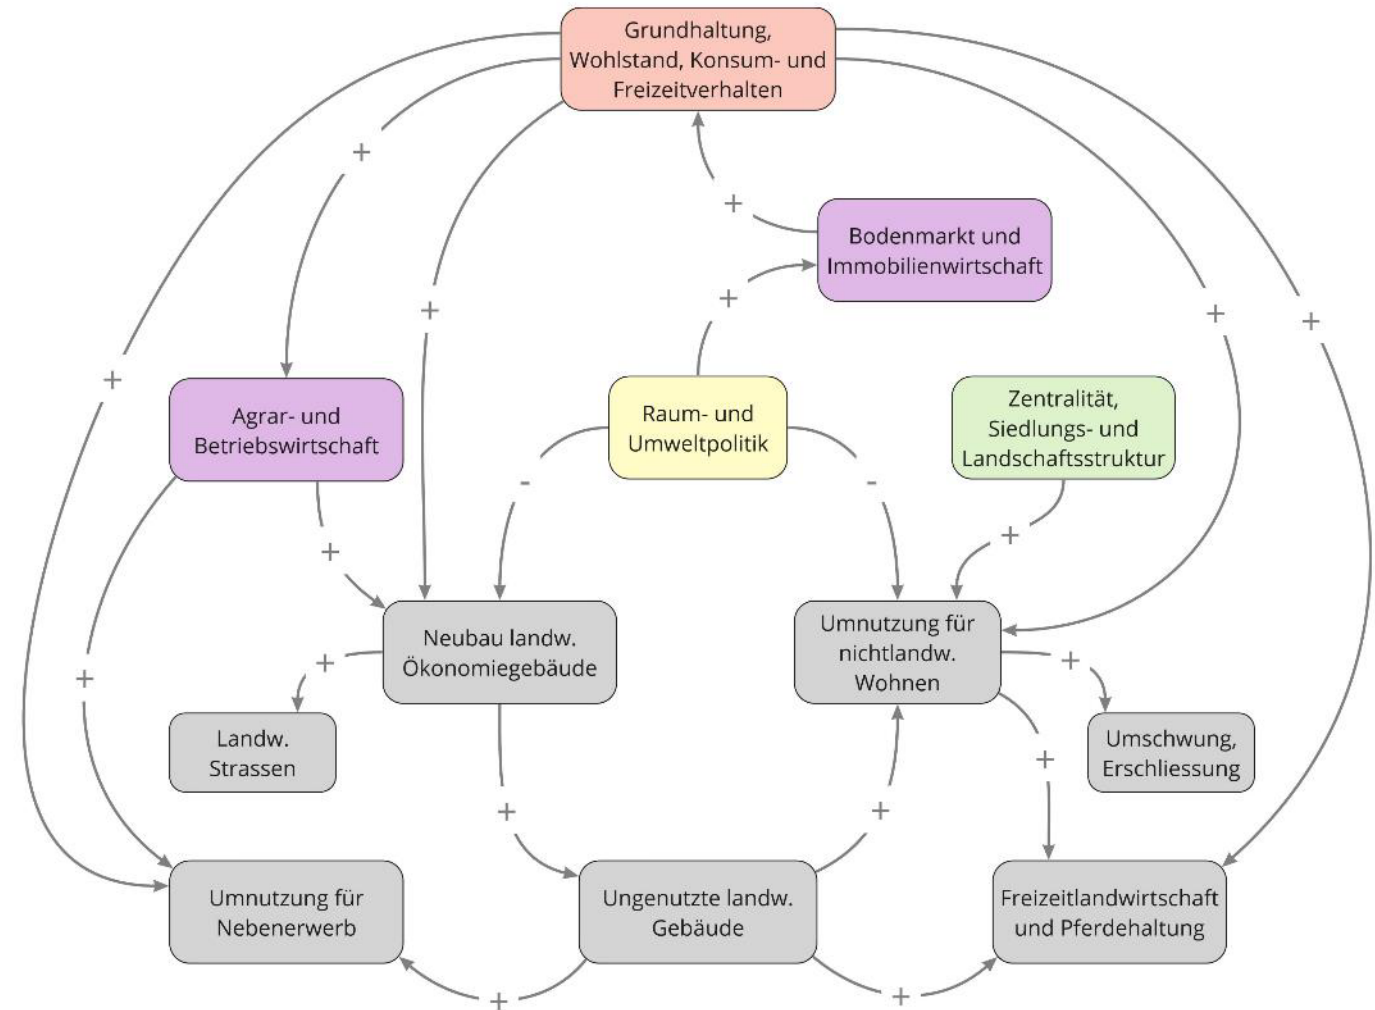 Grundhaltung,
Wohlstand, Konsum- und
Freizeitverhalten
+
+
Bodenmarkt und
Immobilienwirtschaft
+
+
+
+
+
Agrar- und
Betriebswirtschaft
Raum- und
Umweltpolitik
Zentralität,
Siedlungs- und
Landschaftsstruktur
-
-
+
+
Neubau landw.
Ökonomiegebäude
Umnutzung für
nichtlandw.
Wohnen
+
+
+
Landw.
Strassen
Umschwung,
Erschliessung
+
+
+
Umnutzung für
Nebenerwerb
Ungenutzte landw.
Gebäude
Freizeitlandwirtschaft
und Pferdehaltung
+
+